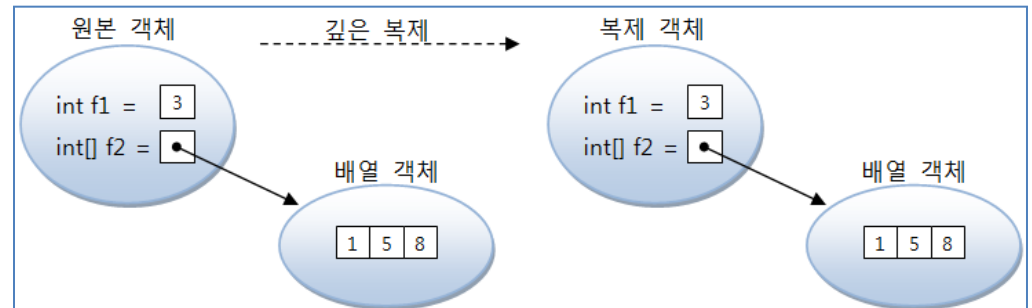 원본 객체
깊은 복제
복제 객체
int f1 = 3
int f1 = 3
int[] f2 =
int[] f2 =
배열 객체
배열 객체
1 5 8
1 5 8